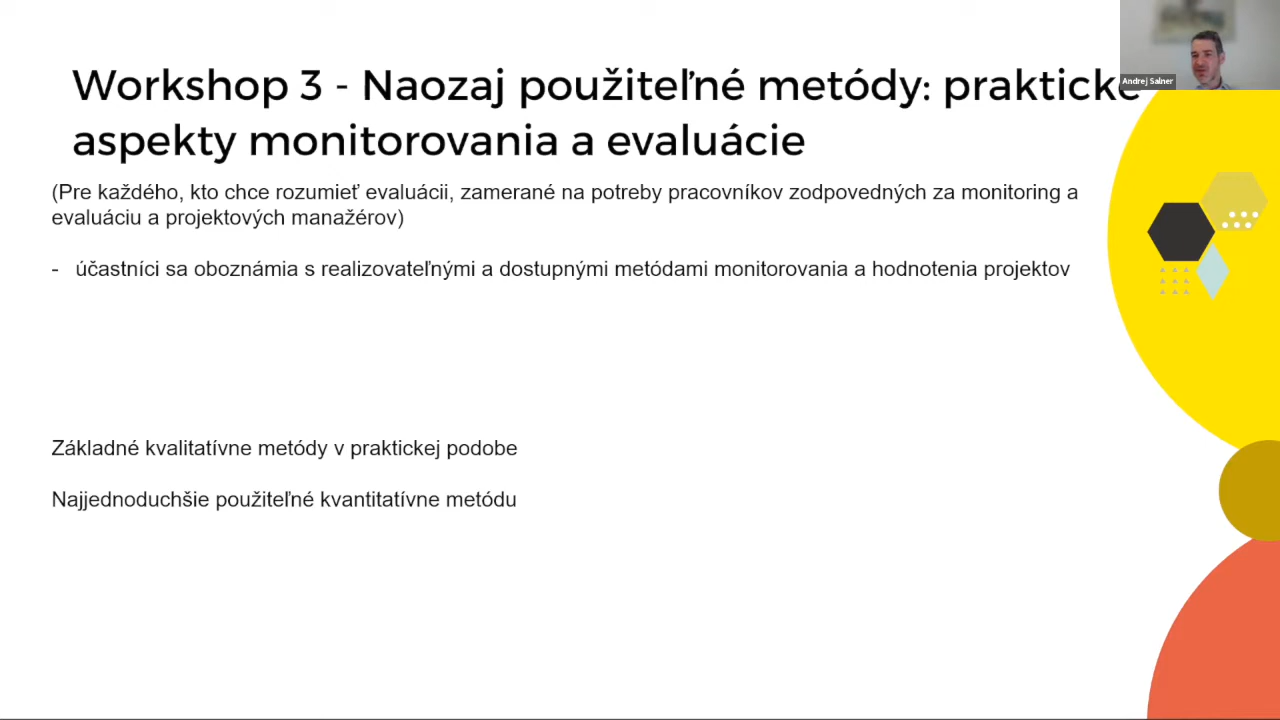 Workshop 3 - Naozaj použiteľné metódy: praktické
aspekty monitorovania a evaluácie
(Pre každého, kto chce rozumieť evaluácii, zamerané na potreby pracovníkov zodpovedných za monitoring a
evaluáciu a projektových manažérov)
- účastníci sa oboznámia s realizovateľnými a dostupnými metódami monitorovania a hodnotenia projektov
Základné kvalitatívne metódy v praktickej podobe
Najjednoduchšie použiteľné kvantitatívne metódu
Andrej Salner